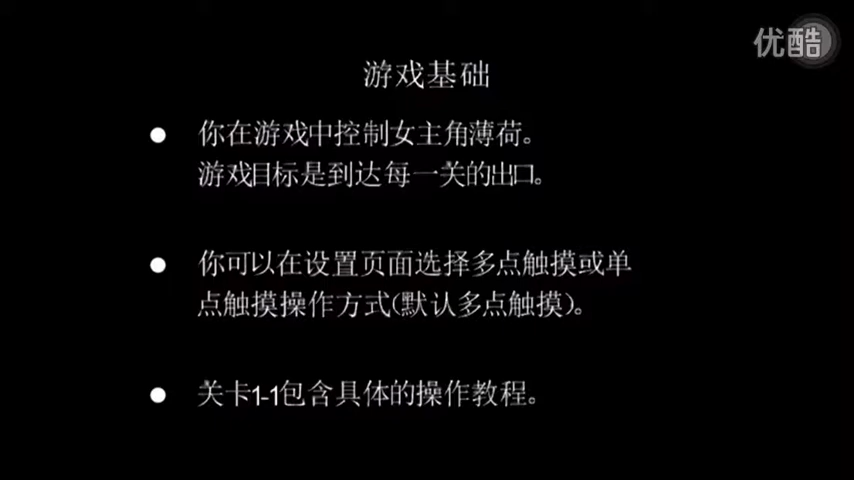 优酷
游戏基础
你在游戏中控制女主角薄荷。
游戏目标是到达每一关的出口。
你可以在设置页面选择多点触摸或单
点触摸操作方式(默认多点触摸)。
关卡1-1包含具体的操作教程。